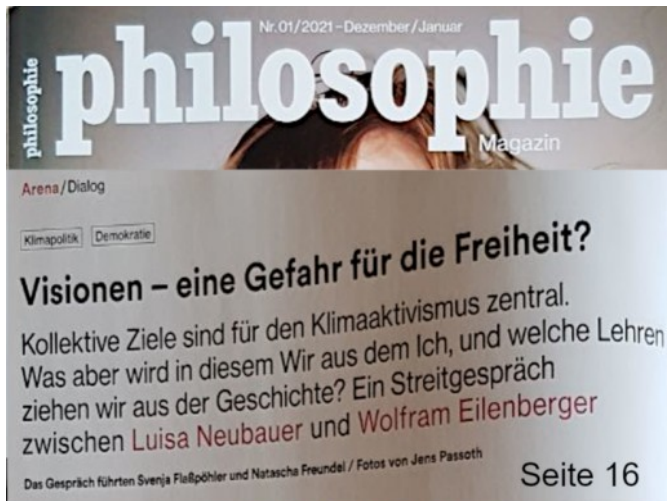 Nr. 01/2021 – Dezember/Januar
philosophie
philosophie
Magazin
Arena/Dialog
Klimapolitik Demokratie
Visionen – eine Gefahr für die Freiheit?
Kollektive Ziele sind für den Klimaaktivismus zentral.
Was aber wird in diesem Wir aus dem Ich, und welche Lehren
ziehen wir aus der Geschichte? Ein Streitgespräch
zwischen Luisa Neubauer und Wolfram Eilenberger
Das Gespräch führten Svenja Flaßpöhler und Natascha Freundel / Fotos von Jens Passoth
Seite 16